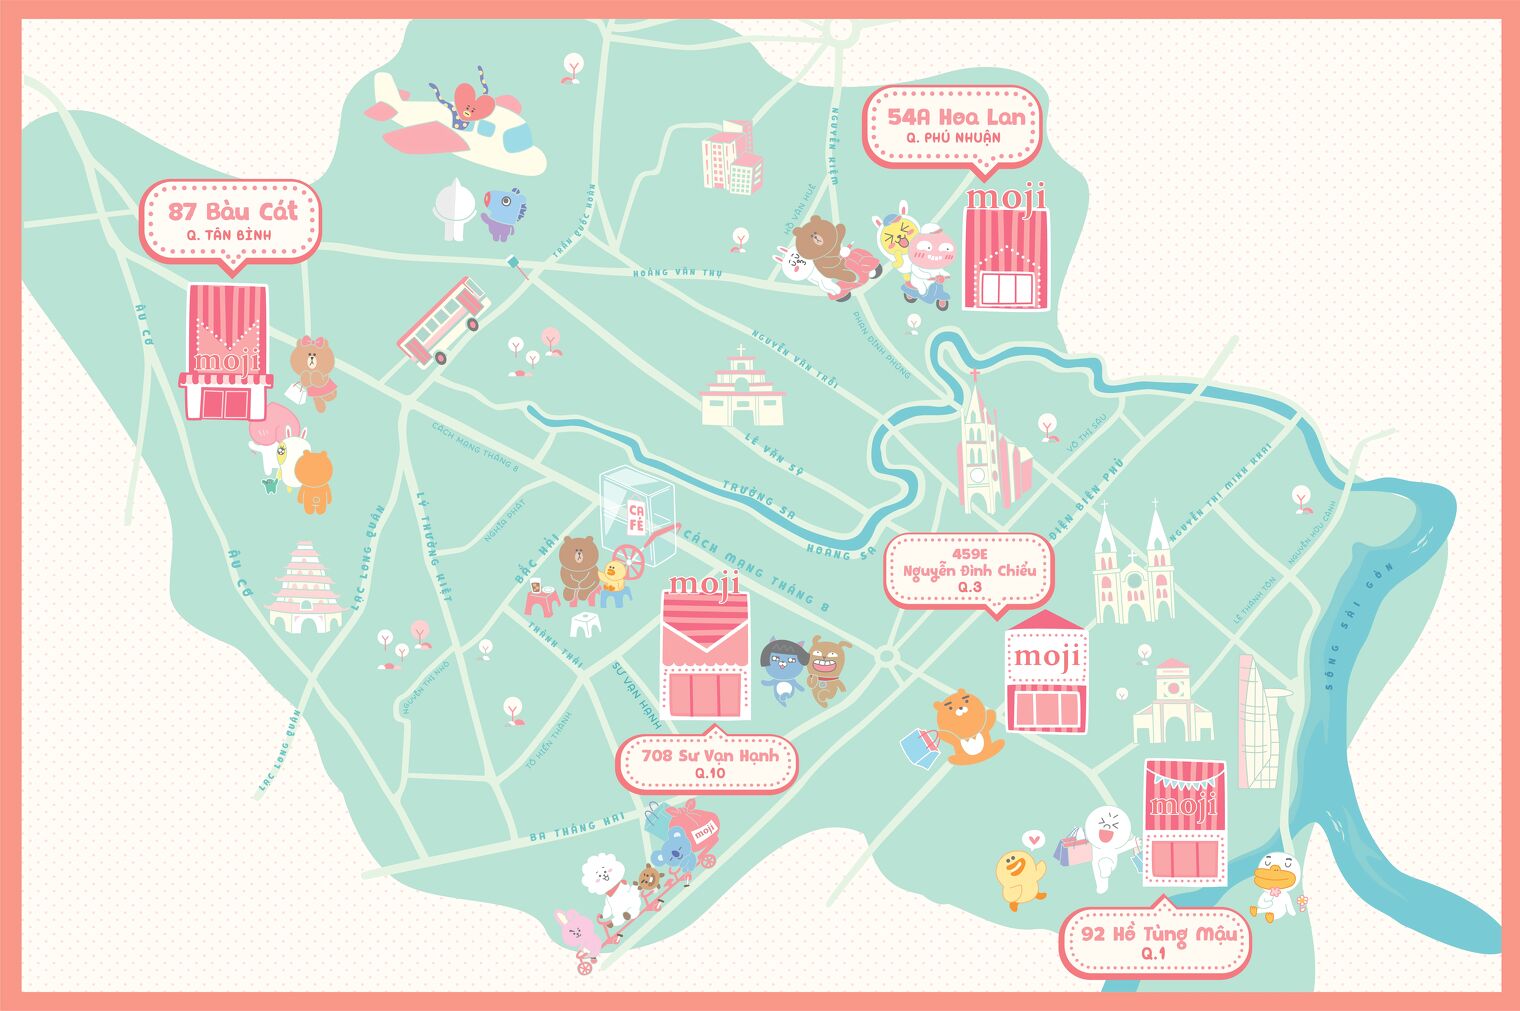 54A Hoa Lan
Q. PHÚ NHUẬN
moji
NGUYỄN KIỆM
HỒ VĂN HUÊ
87 Bàu Cát
Q. TÂN BÌNH
moji
TRẦN QUỐC HOÀN
HOÀNG VĂN THỤ
ÂU CƠ
PHAN ĐÌNH PHÙNG
NGUYỄN VĂN TRỖI
LÊ VĂN SỸ
CÁCH MẠNG THÁNG 8
VÕ THỊ SÁU
TRƯỜNG SA
HOÀNG SA
ĐIỆN BIÊN PHỦ
NGUYỄN THỊ MINH KHAI
NGUYỄN HỮU CẢNH
LÝ THƯỜNG KIỆT
NGHĨA PHÁT
LẠC LONG QUÂN
ÂU CƠ
BẮC HẢI
CA
FÊ
CÁCH MẠNG THÁNG 8
moji
459E
Nguyễn Đình Chiểu
Q.3
moji
LÊ THÁNH TÔN
SÔNG SÀI GÒN
THÀNH THÁI
SƯ VẠN HẠNH
NGUYỄN THỊ NHỎ
TÔ HIẾN THÀNH
LẠC LONG QUÂN
708 Sư Vạn Hạnh
Q.10
BA THÁNG HAI
moji
moji
92 Hồ Tùng Mậu
Q.1